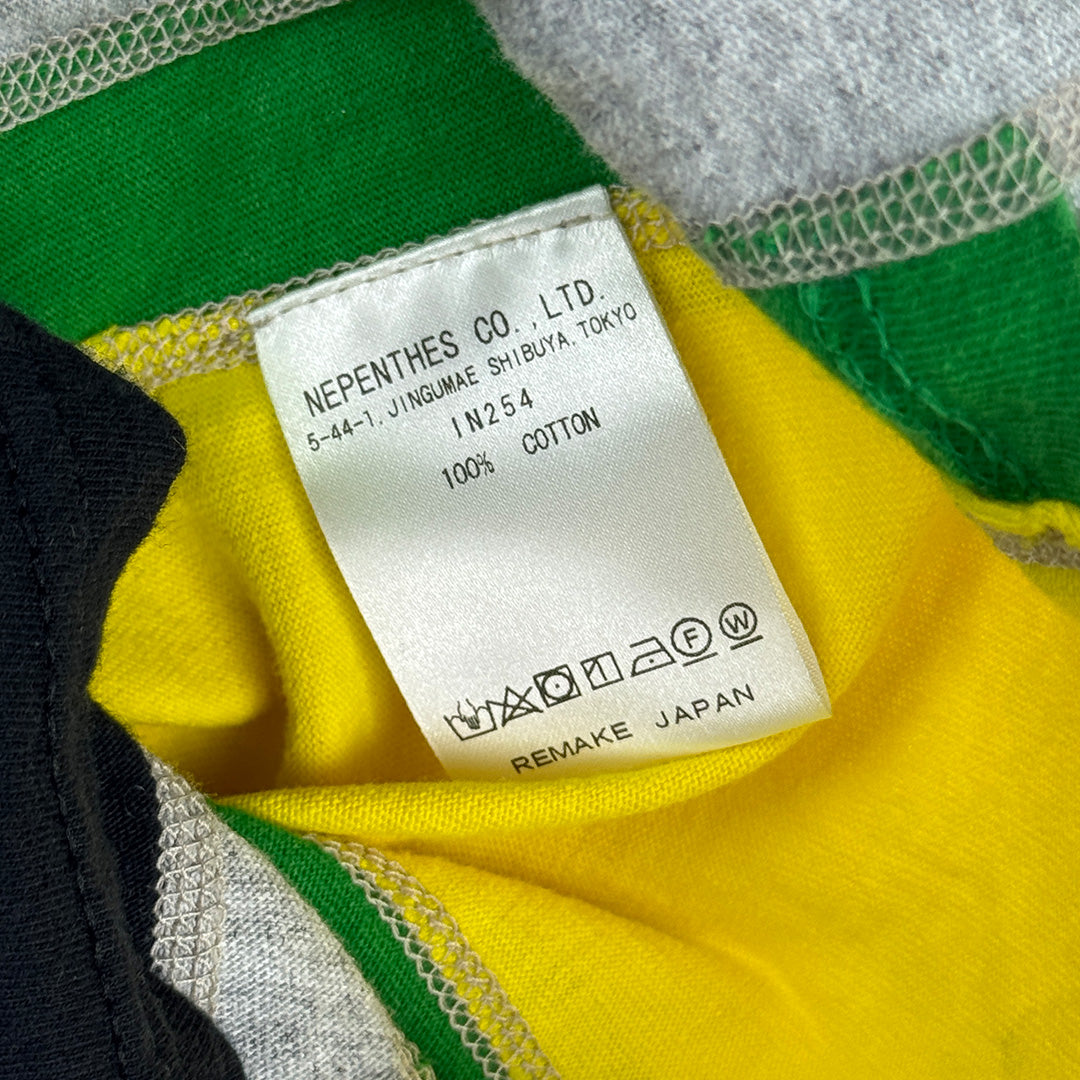 NEPENTHES CO.,LTD.
5-44-1, JINGUMAE SHIBUYA, TOKYO
IN254
100% COTTON
F W
REMAKE JAPAN